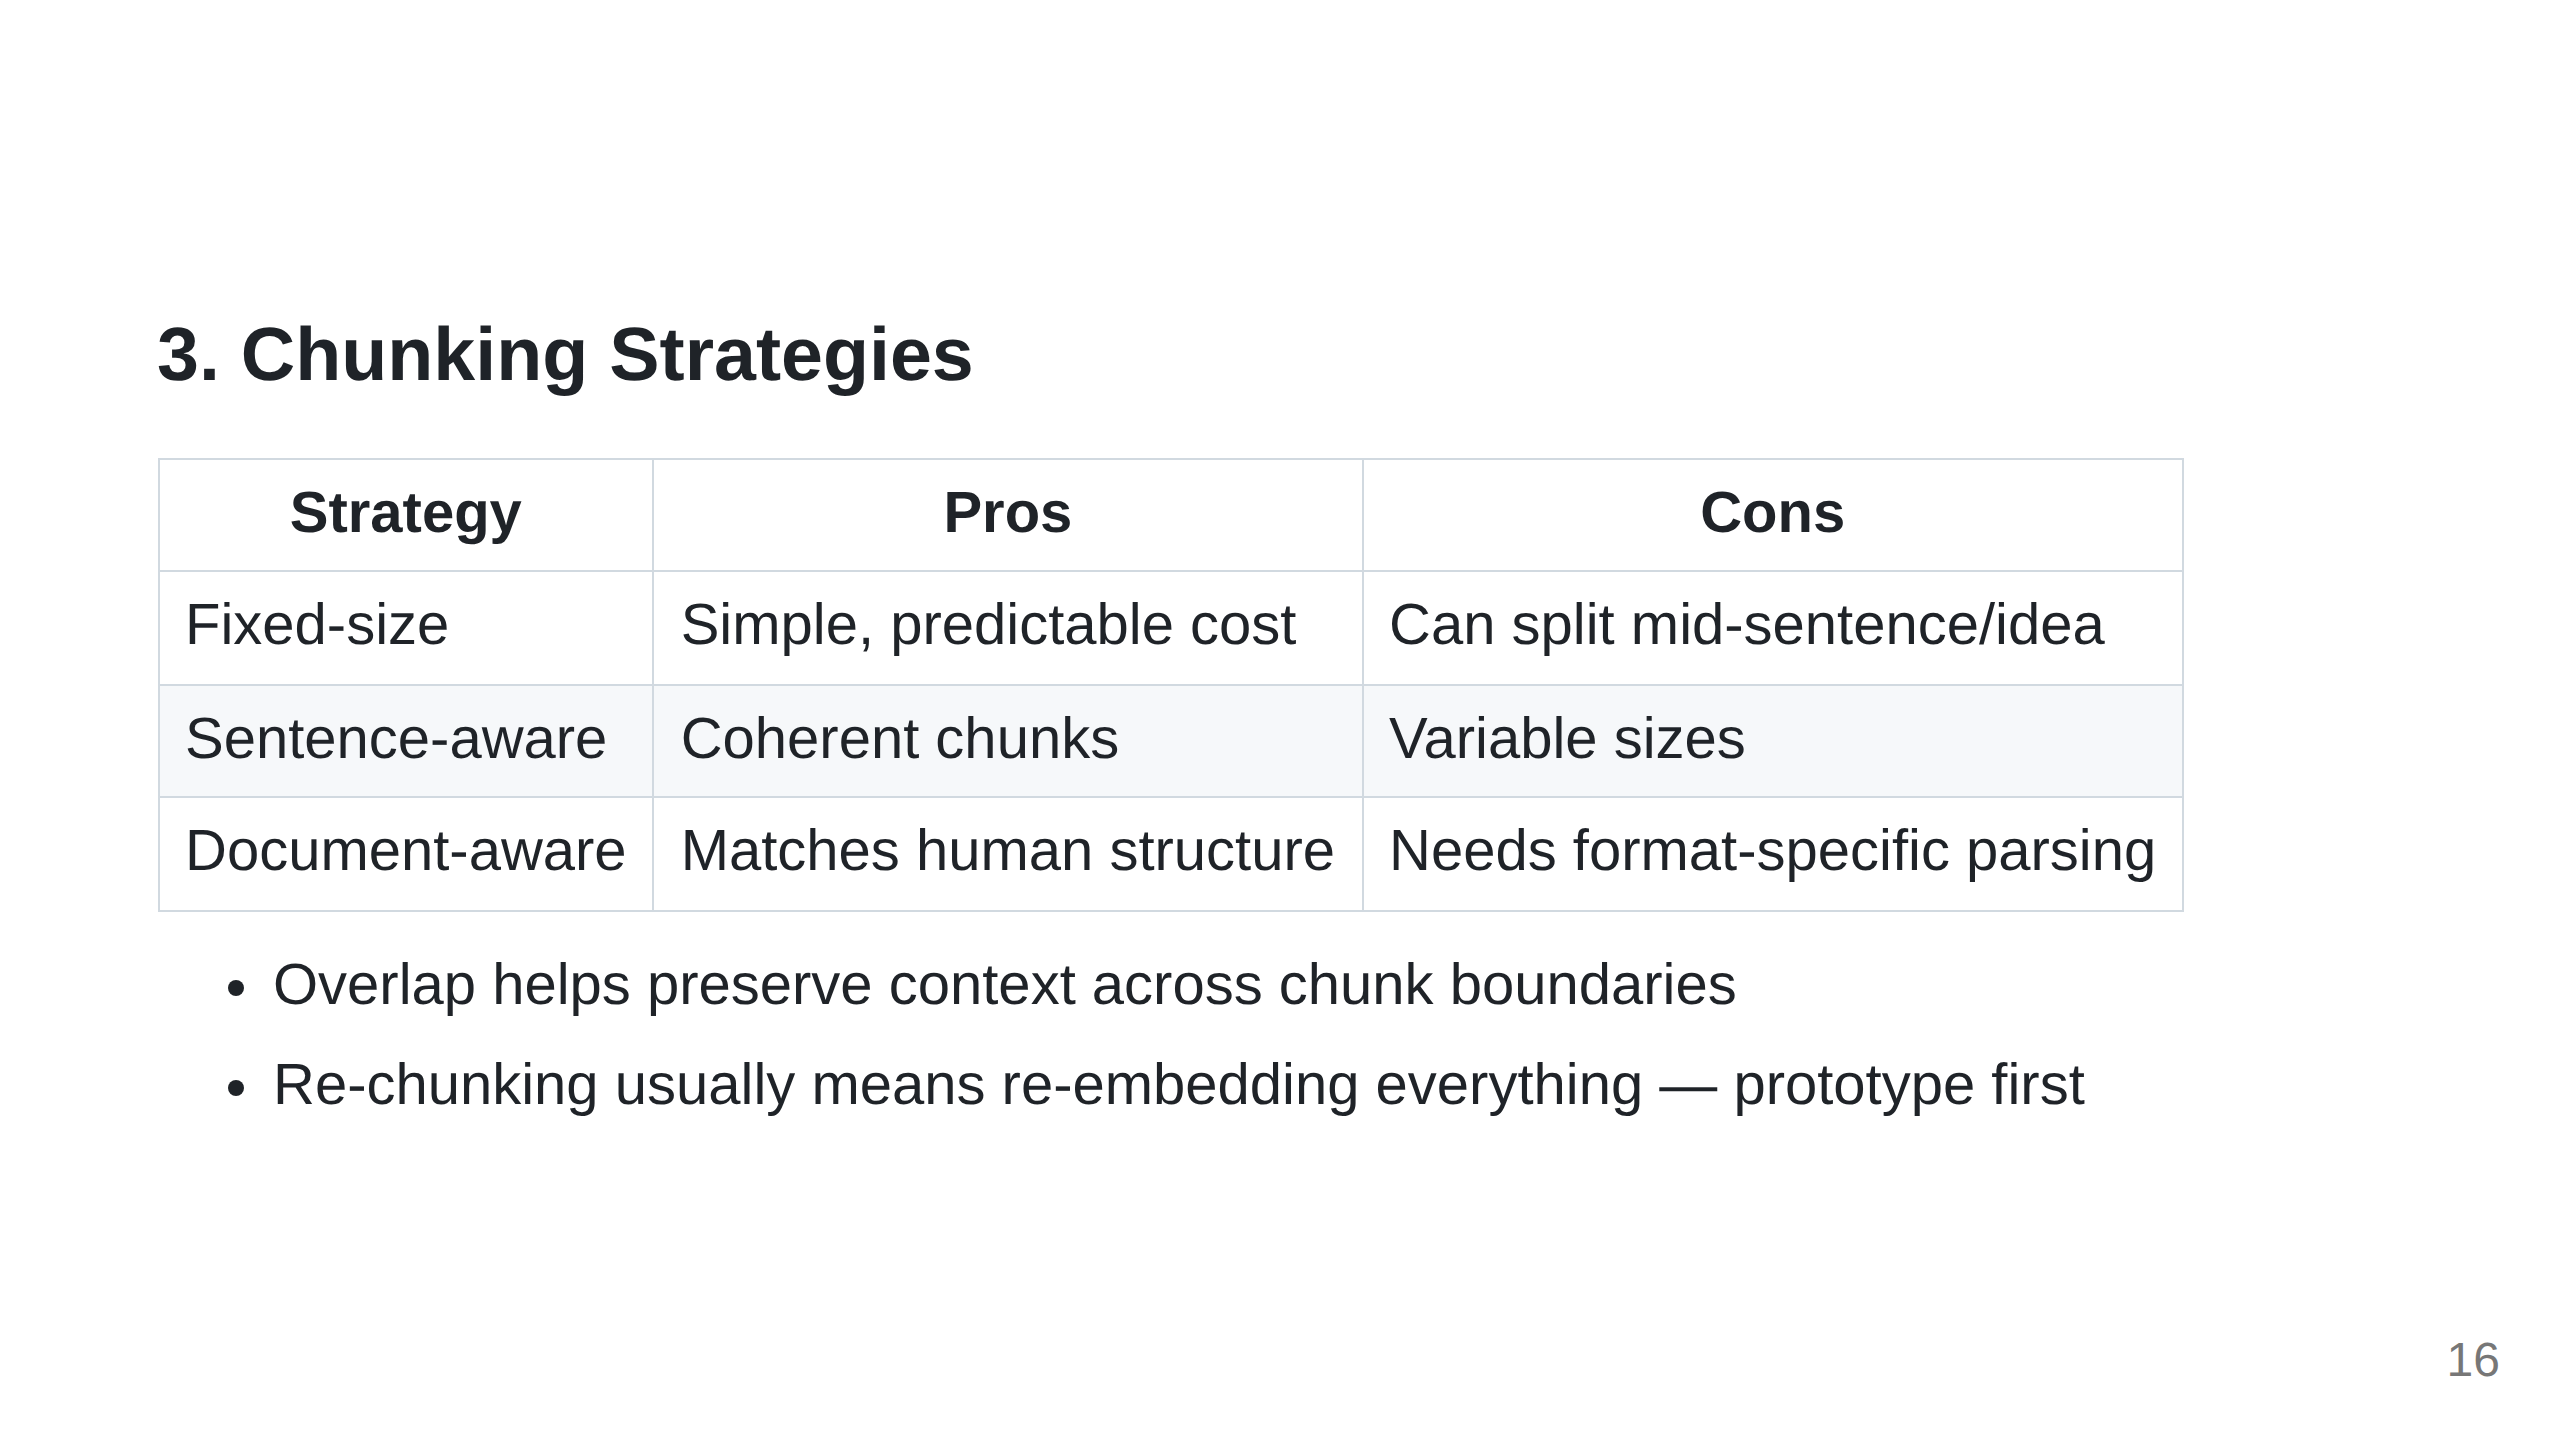 3. Chunking Strategies
Strategy Pros Cons
Fixed-size Simple, predictable cost Can split mid-sentence/idea
Sentence-aware Coherent chunks Variable sizes
Document-aware Matches human structure Needs format-specific parsing
• Overlap helps preserve context across chunk boundaries
• Re-chunking usually means re-embedding everything — prototype first
16